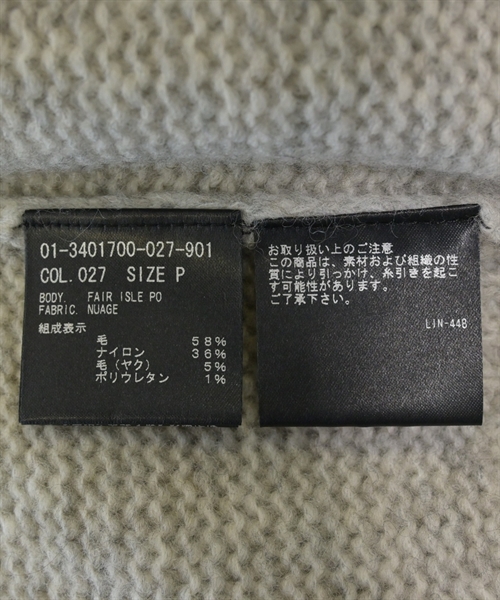 01-3401700-027-901
COL. 027 SIZE P
BODY. FAIR ISLE PO
FABRIC. NUAGE
組成表示
毛 58%
ナイロン 36%
毛(ヤク) 5%
ポリウレタン 1%
お取り扱い上のご注意
この商品は、素材および組織の性
質により引っかけ、糸引きを起こ
す可能性がございます。
ご了承下さい。
LIN-448